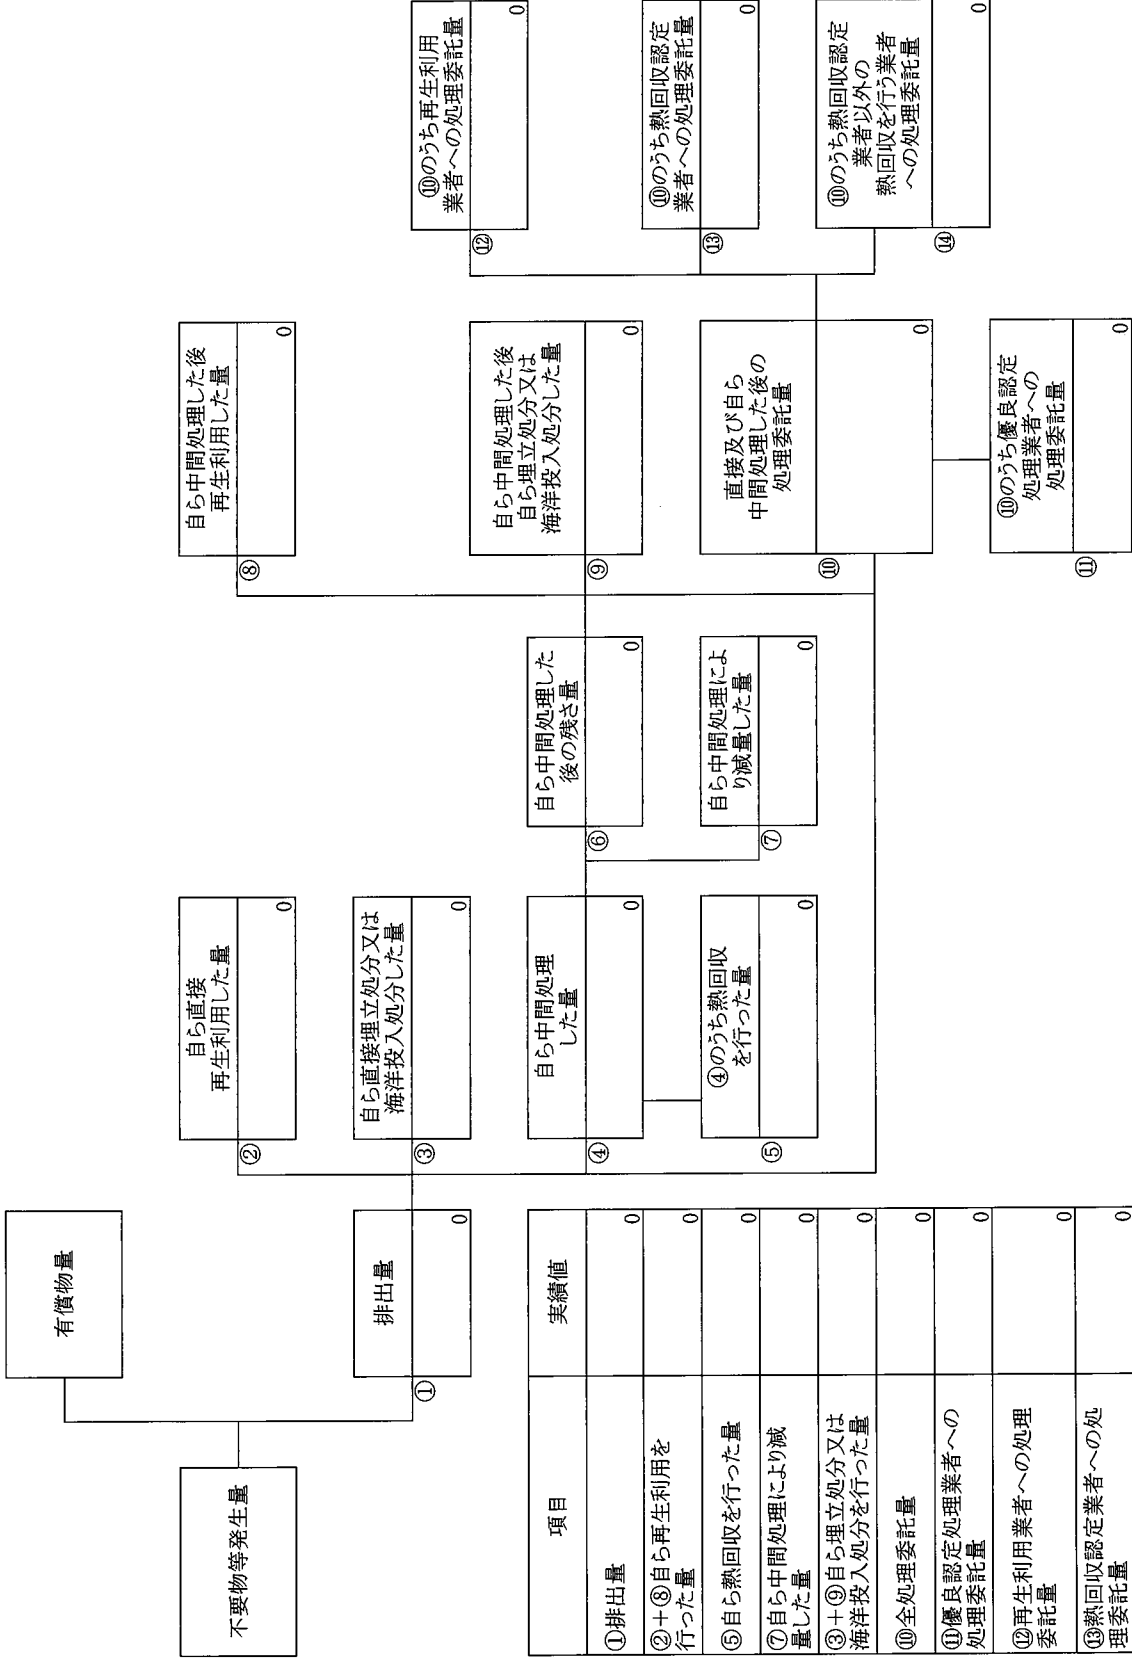 不要物等発生量
有償物量
排出量
①
0
自ら直接
再生利用した量
②
0
自ら直接埋立処分又は
海洋投入処分した量
③
0
自ら中間処理
した量
④
0
④のうち熱回収
を行った量
⑤
0
自ら中間処理した
後の残さ量
⑥
0
自ら中間処理によ
り減量した量
⑦
0
自ら中間処理した後
再生利用した量
⑧
0
自ら中間処理した後
自ら埋立処分又は
海洋投入処分した量
⑨
0
直接及び自ら
中間処理した後の
処理委託量
⑩
0
⑩のうち優良認定
処理業者への
処理委託量
⑪
0
⑩のうち再生利用
業者への処理委託量
⑫
0
⑩のうち熱回収認定
業者への処理委託量
⑬
0
⑩のうち熱回収認定
業者以外の
熱回収を行う業者
への処理委託量
⑭
0
項目 実績値
①排出量 0
②+⑧自ら再生利用を
行った量 0
⑤自ら熱回収を行った量 0
⑦自ら中間処理により減
量した量 0
③+⑨自ら埋立処分又は
海洋投入処分を行った量 0
⑩全処理委託量 0
⑪優良認定処理業者への
処理委託量 0
⑫再生利用業者への処理
委託量 0
⑬熱回収認定業者への処
理委託量 0